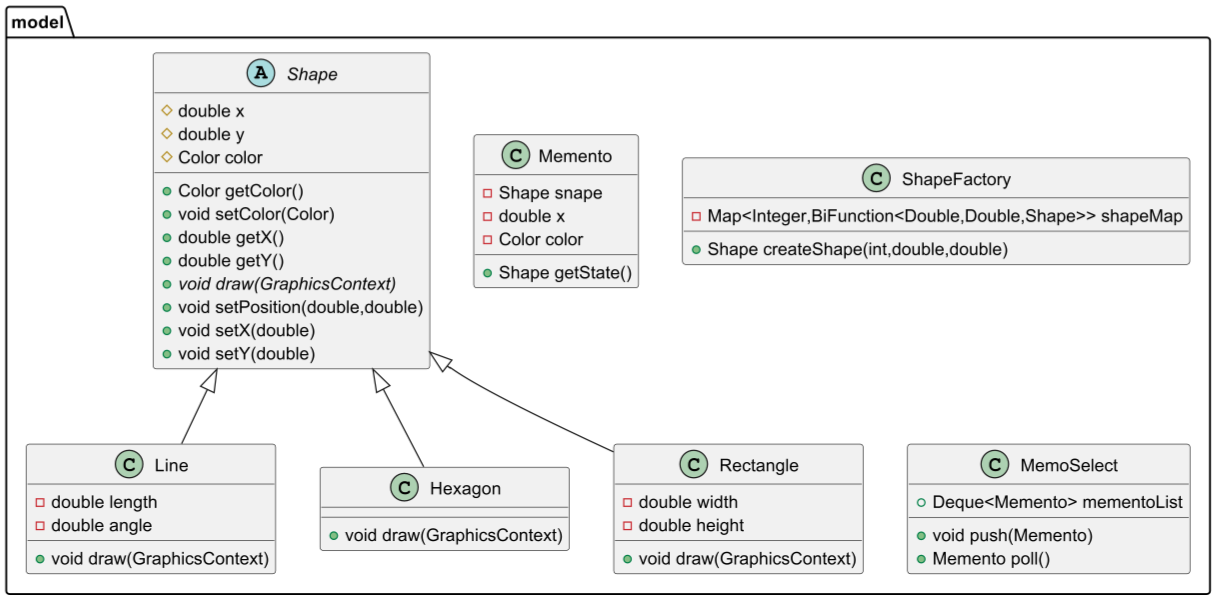 model
A Shape
double x
double y
Color color
Color getColor()
void setColor(Color)
double getX()
double getY()
void draw(GraphicsContext)
void setPosition(double,double)
void setX(double)
void setY(double)
C Memento
Shape snape
double x
Color color
Shape getState()
C ShapeFactory
Map<Integer,BiFunction<Double,Double,Shape>> shapeMap
Shape createShape(int,double,double)
C Line
double length
double angle
void draw(GraphicsContext)
C Hexagon
void draw(GraphicsContext)
C Rectangle
double width
double height
void draw(GraphicsContext)
C MemoSelect
Deque<Memento> mementoList
void push(Memento)
Memento poll()